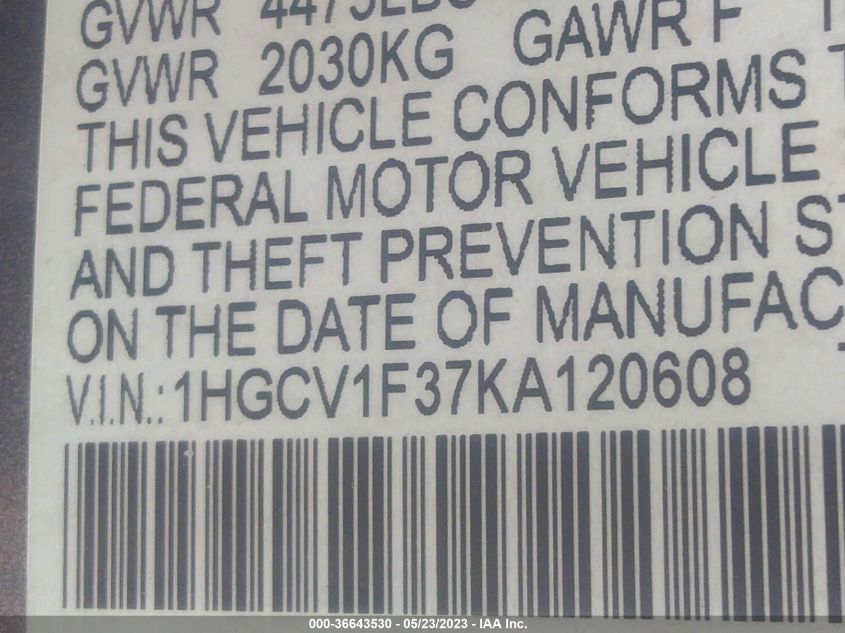 GVWR
GVWR 2030KG GAWR F
THIS VEHICLE CONFORMS
FEDERAL MOTOR VEHICLE
AND THEFT PREVENTION
ON THE DATE OF
V.I.N.:1HGCV1F37KA120608
000-36643530 - 05/23/2023 - IAA Inc.